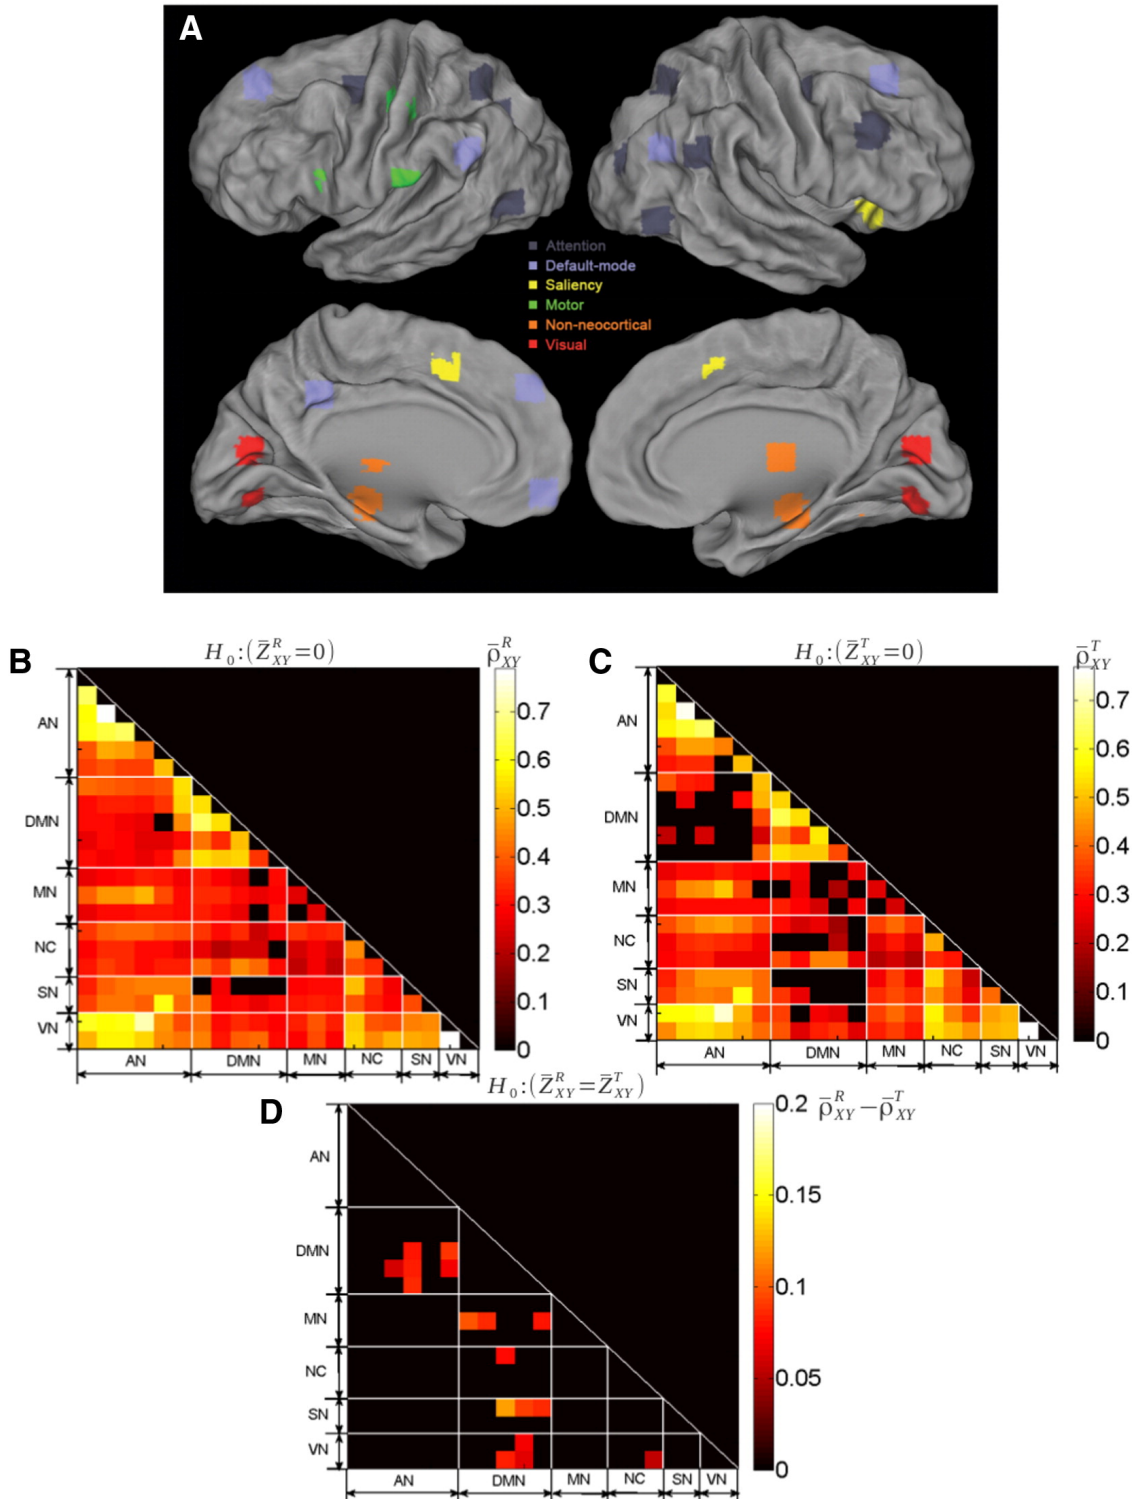 A
Attention
Default-mode
Saliency
Motor
Non-neocortical
Visual
B
H₀:(Z̄ᴿ_XY=0)
ρ̄ᴿ_XY
AN
DMN
MN
NC
SN
VN
0.7
0.6
0.5
0.4
0.3
0.2
0.1
0
AN DMN MN NC SN VN
C
H₀:(Z̄ᵀ_XY=0)
ρ̄ᵀ_XY
AN
DMN
MN
NC
SN
VN
0.7
0.6
0.5
0.4
0.3
0.2
0.1
0
AN DMN MN NC SN VN
D
H₀:(Z̄ᴿ_XY=Z̄ᵀ_XY)
ρ̄ᴿ_XY−ρ̄ᵀ_XY
AN
DMN
MN
NC
SN
VN
0.2
0.15
0.1
0.05
0
AN DMN MN NC SN VN